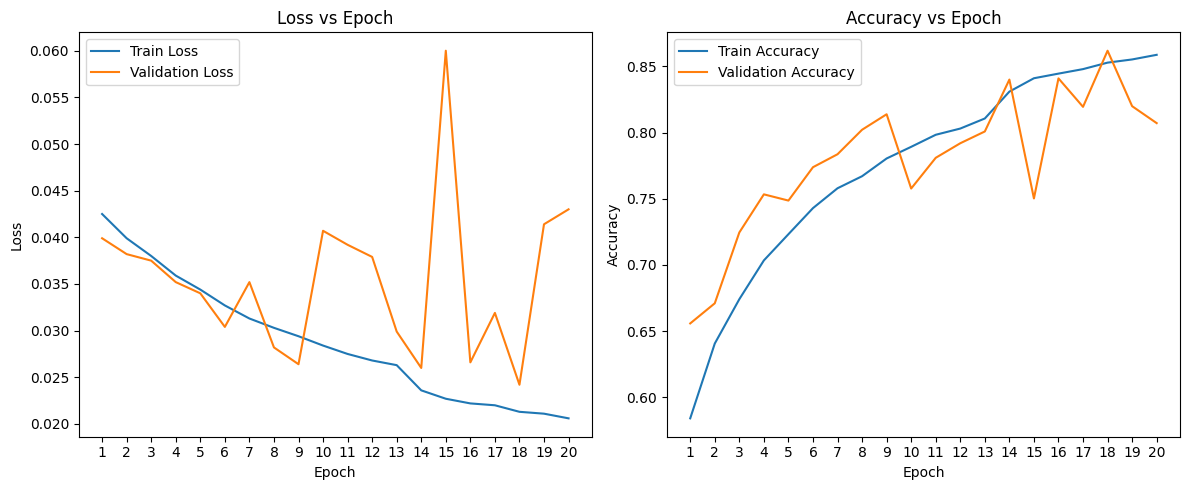 Loss vs Epoch
Train Loss
Validation Loss
0.060
0.055
0.050
0.045
0.040
0.035
0.030
0.025
0.020
Loss
1 2 3 4 5 6 7 8 9 10 11 12 13 14 15 16 17 18 19 20
Epoch
Accuracy vs Epoch
Train Accuracy
Validation Accuracy
0.85
0.80
0.75
0.70
0.65
0.60
Accuracy
1 2 3 4 5 6 7 8 9 10 11 12 13 14 15 16 17 18 19 20
Epoch